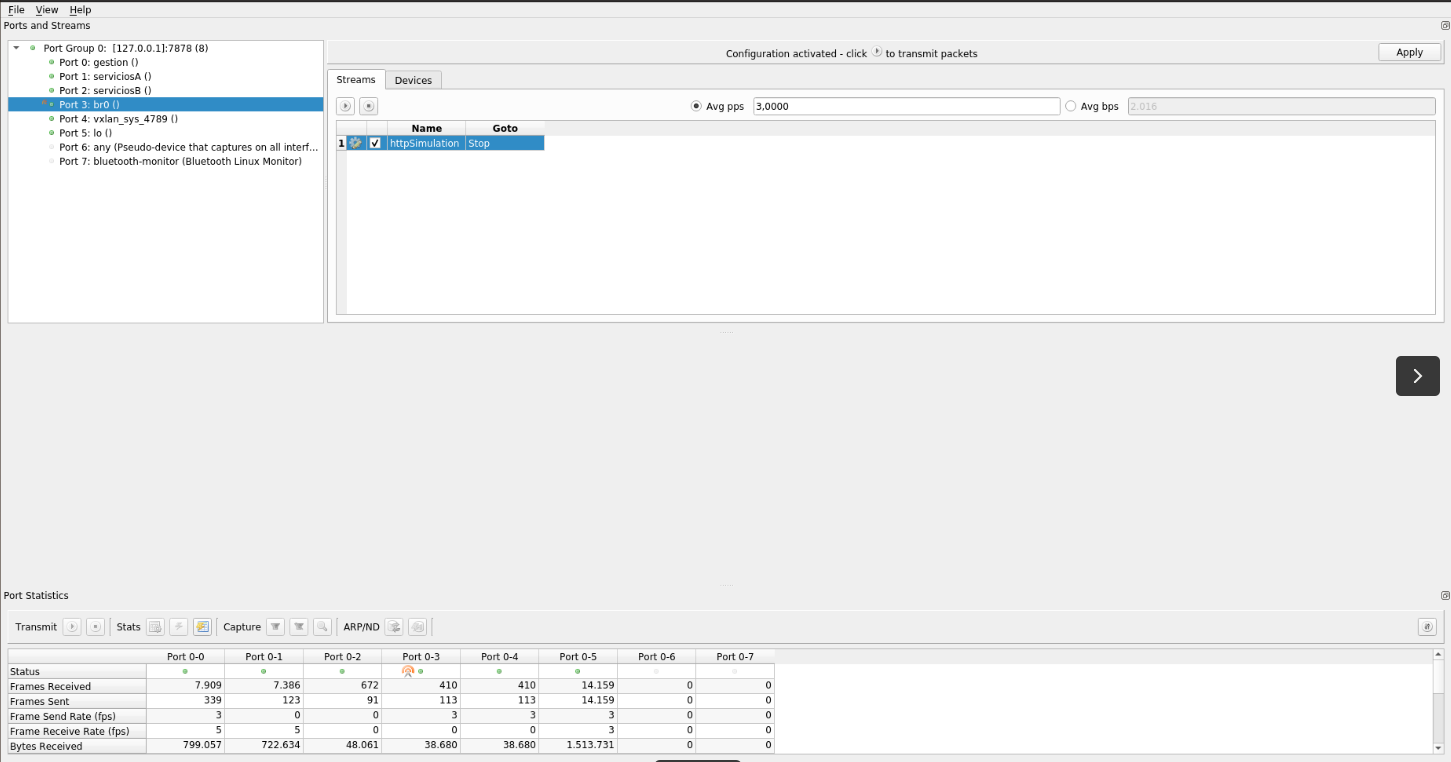 File View Help
Ports and Streams
Port Group 0: [127.0.0.1]:7878 (8)
Port 0: gestion ()
Port 1: serviciosA ()
Port 2: serviciosB ()
Port 3: br0 ()
Port 4: vxlan_sys_4789 ()
Port 5: lo ()
Port 6: any (Pseudo-device that captures on all interf...
Port 7: bluetooth-monitor (Bluetooth Linux Monitor)
Configuration activated - click to transmit packets
Apply
Streams Devices
Avg pps 3,0000 Avg bps 2.016
Name Goto
1 httpSimulation Stop
Port Statistics
Transmit Stats Capture ARP/ND
Port 0-0 Port 0-1 Port 0-2 Port 0-3 Port 0-4 Port 0-5 Port 0-6 Port 0-7
Status
Frames Received 7.909 7.386 672 410 410 14.159 0 0
Frames Sent 339 123 91 113 113 14.159 0 0
Frame Send Rate (fps) 3 0 0 3 3 3 0 0
Frame Receive Rate (fps) 5 5 0 0 0 3 0 0
Bytes Received 799.057 722.634 48.061 38.680 38.680 1.513.731 0 0